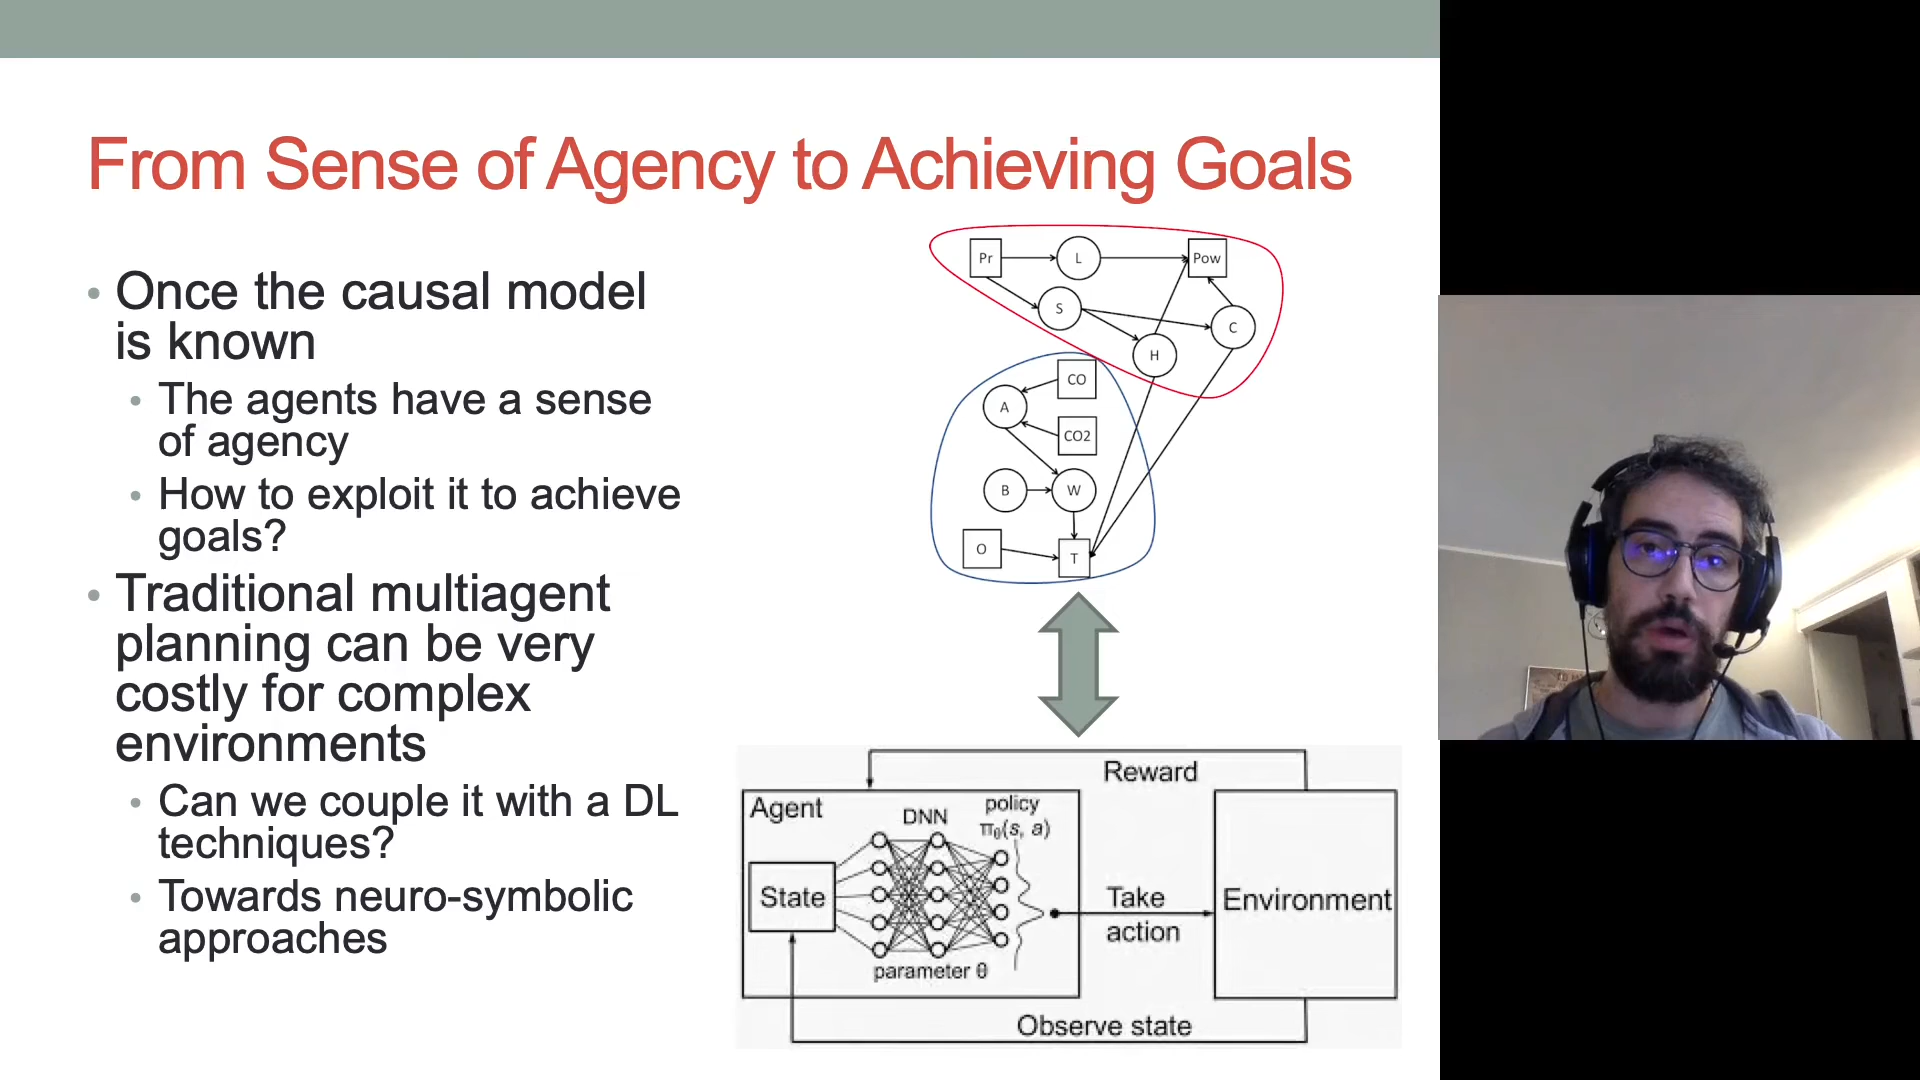 From Sense of Agency to Achieving Goals
• Once the causal model
is known
• The agents have a sense
of agency
• How to exploit it to achieve
goals?
• Traditional multiagent
planning can be very
costly for complex
environments
• Can we couple it with a DL
techniques?
• Towards neuro-symbolic
approaches
Pr
L
Pow
S
C
H
CO
A
CO2
B
W
O
T
Reward
Agent
DNN
policy
πθ(s, a)
State
Take
action
Environment
parameter θ
Observe state